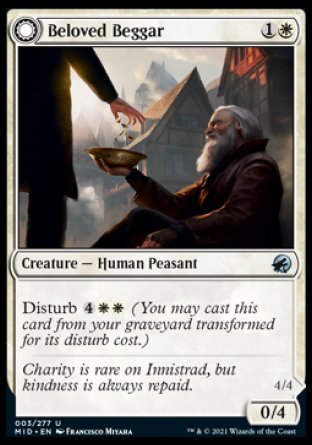 Beloved Beggar 1
Creature — Human Peasant
Disturb 4 (You may cast this
card from your graveyard transformed
for its disturb cost.)
Charity is rare on Innistrad, but
kindness is always repaid.
4/4
0/4
003/277 U
MID • EN Francisco Miyara
™ & © 2021 Wizards of the Coast